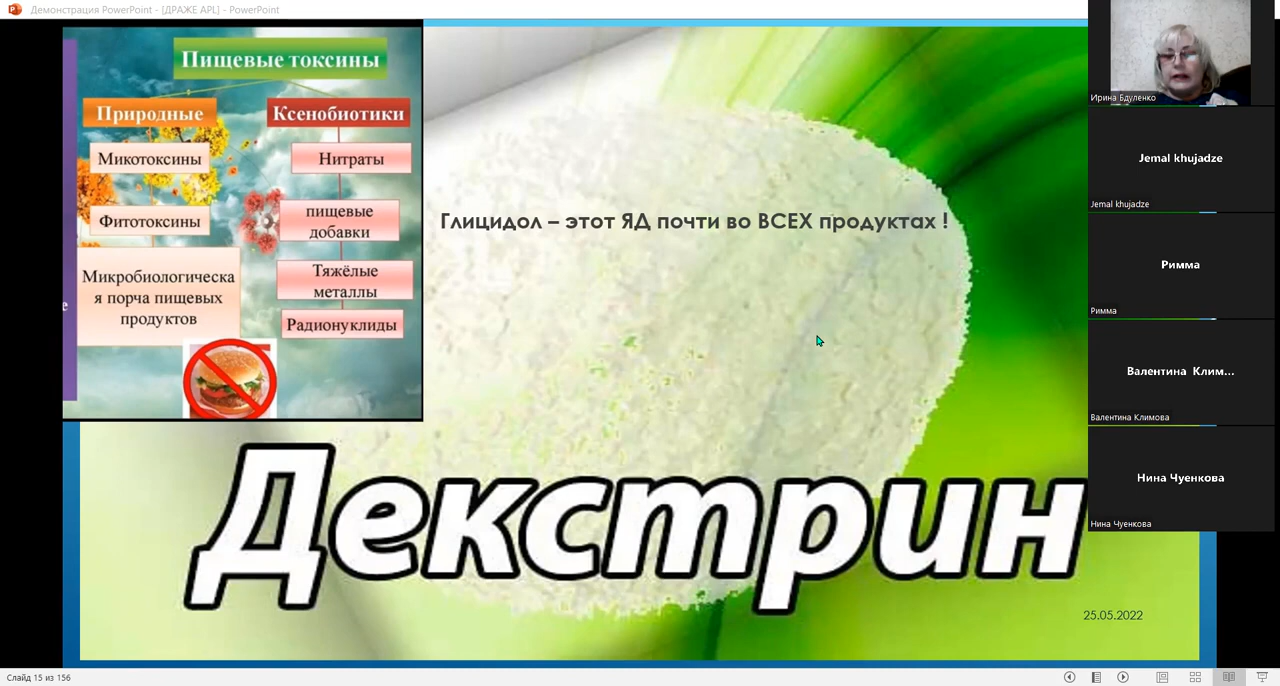 Демонстрация PowerPoint - [ДРАЖЕ APL] - PowerPoint
Пищевые токсины
Природные
Ксенобиотики
Микотоксины
Нитраты
Фитотоксины
пищевые
добавки
Микробиологическа
я порча пищевых
продуктов
Тяжёлые
металлы
Радионуклиды
е
Глицидол – этот ЯД почти во ВСЕХ продуктах !
Декстрин
25.05.2022
Ирина Бдуленко
Jemal khujadze
Jemal khujadze
Римма
Римма
Валентина Клим...
Валентина Климова
Нина Чуенкова
Нина Чуенкова
Слайд 15 из 156